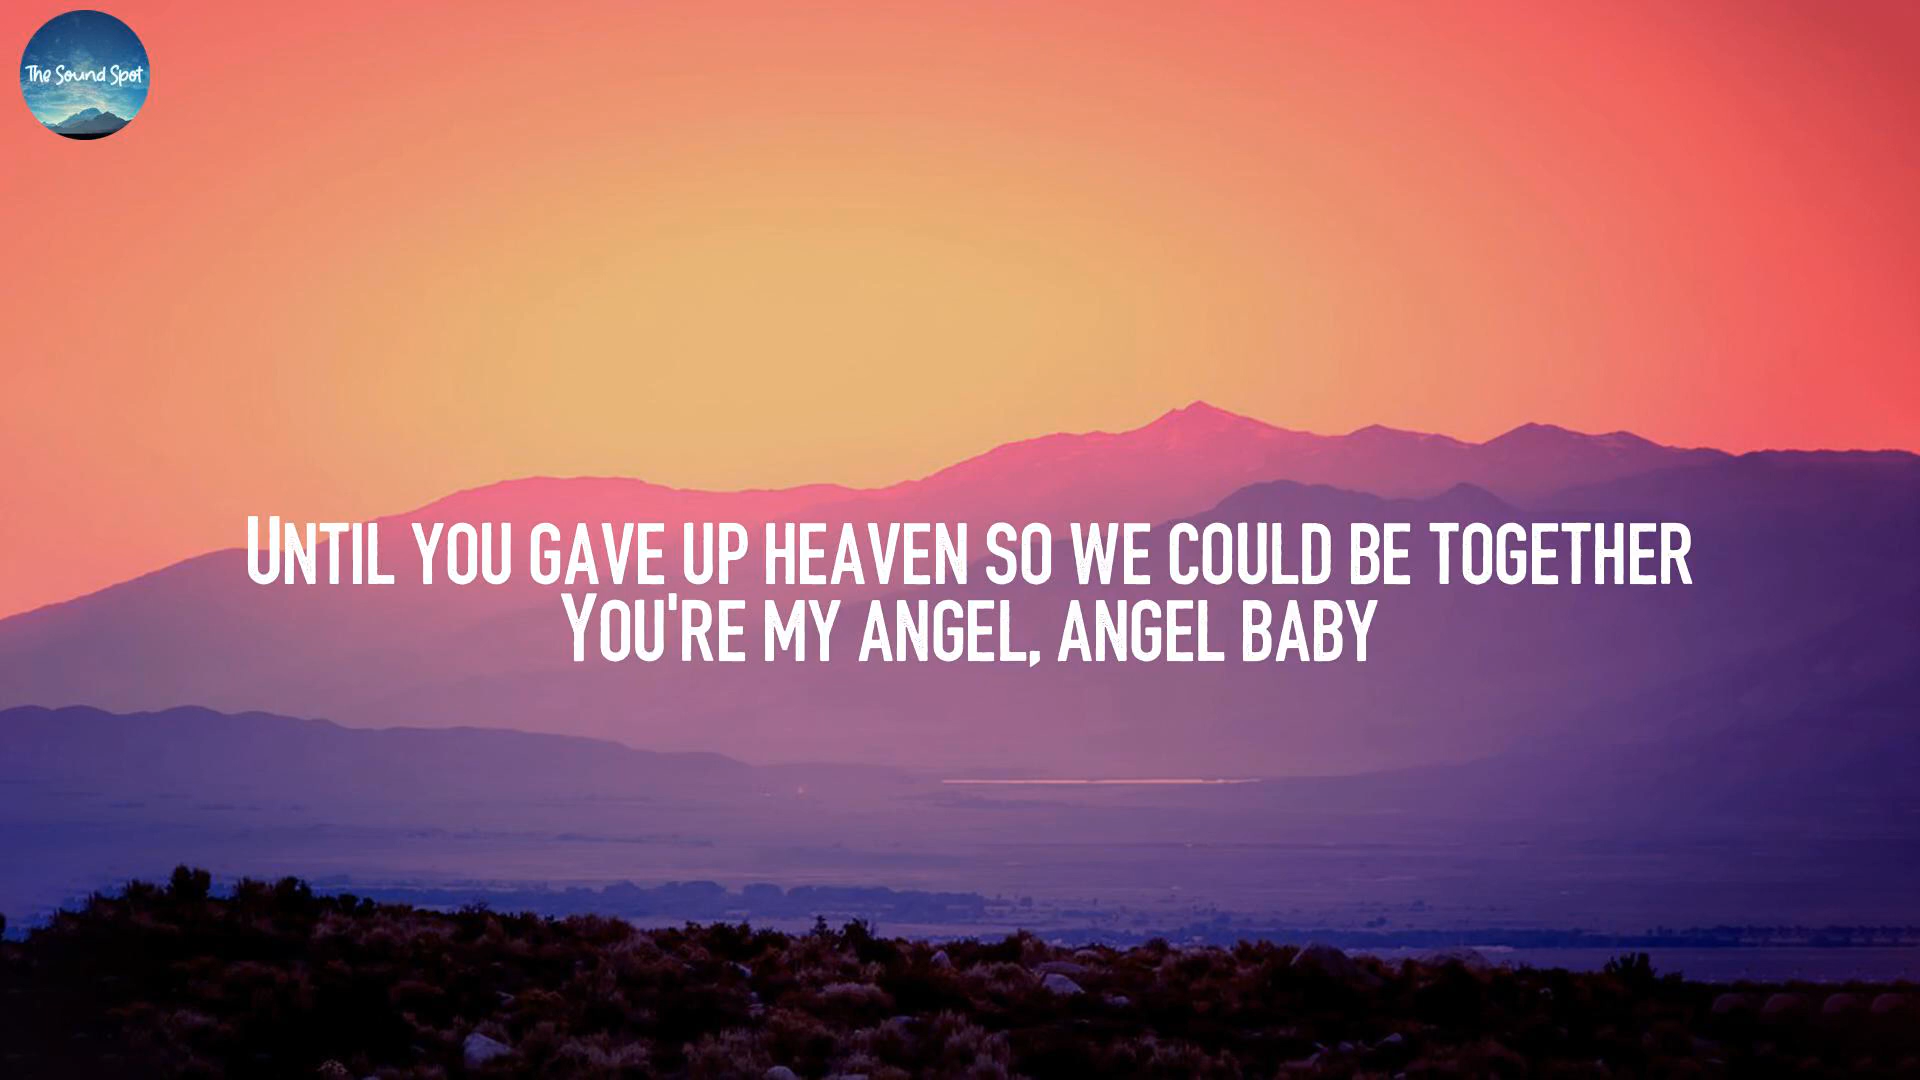 The Sound Spot
Until you gave up heaven so we could be together
You're my angel, angel baby